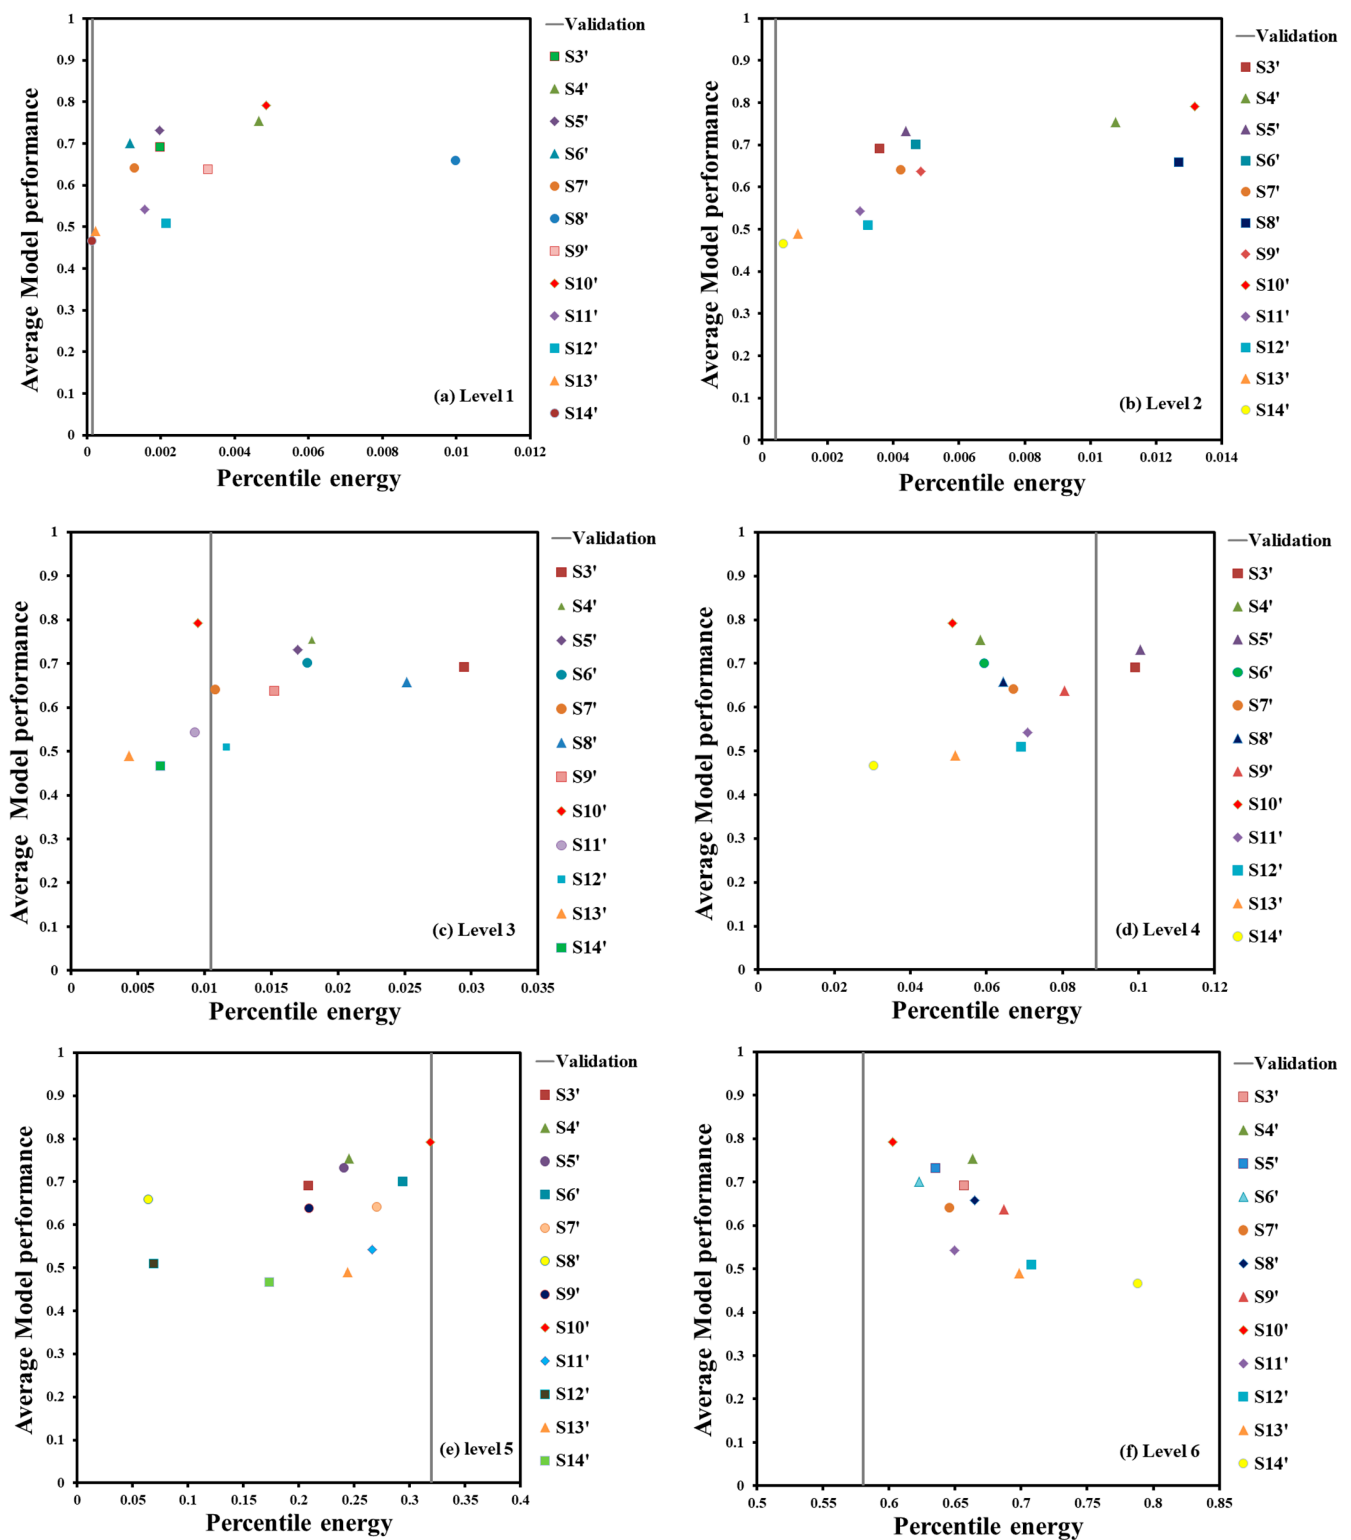 Average Model performance
1
0.9
0.8
0.7
0.6
0.5
0.4
0.3
0.2
0.1
0
0
0.002
0.004
0.006
0.008
0.01
0.012
Percentile energy
(a) Level 1
Validation
S3'
S4'
S5'
S6'
S7'
S8'
S9'
S10'
S11'
S12'
S13'
S14'
Average Model performance
1
0.9
0.8
0.7
0.6
0.5
0.4
0.3
0.2
0.1
0
0
0.002
0.004
0.006
0.008
0.01
0.012
0.014
Percentile energy
(b) Level 2
Validation
S3'
S4'
S5'
S6'
S7'
S8'
S9'
S10'
S11'
S12'
S13'
S14'
Average Model performance
1
0.9
0.8
0.7
0.6
0.5
0.4
0.3
0.2
0.1
0
0
0.005
0.01
0.015
0.02
0.025
0.03
0.035
Percentile energy
(c) Level 3
Validation
S3'
S4'
S5'
S6'
S7'
S8'
S9'
S10'
S11'
S12'
S13'
S14'
Average Model performance
1
0.9
0.8
0.7
0.6
0.5
0.4
0.3
0.2
0.1
0
0
0.02
0.04
0.06
0.08
0.1
0.12
Percentile energy
(d) Level 4
Validation
S3'
S4'
S5'
S6'
S7'
S8'
S9'
S10'
S11'
S12'
S13'
S14'
Average Model performance
1
0.9
0.8
0.7
0.6
0.5
0.4
0.3
0.2
0.1
0
0
0.05
0.1
0.15
0.2
0.25
0.3
0.35
0.4
Percentile energy
(e) level 5
Validation
S3'
S4'
S5'
S6'
S7'
S8'
S9'
S10'
S11'
S12'
S13'
S14'
Average Model performance
1
0.9
0.8
0.7
0.6
0.5
0.4
0.3
0.2
0.1
0
0.5
0.55
0.6
0.65
0.7
0.75
0.8
0.85
Percentile energy
(f) Level 6
Validation
S3'
S4'
S5'
S6'
S7'
S8'
S9'
S10'
S11'
S12'
S13'
S14'